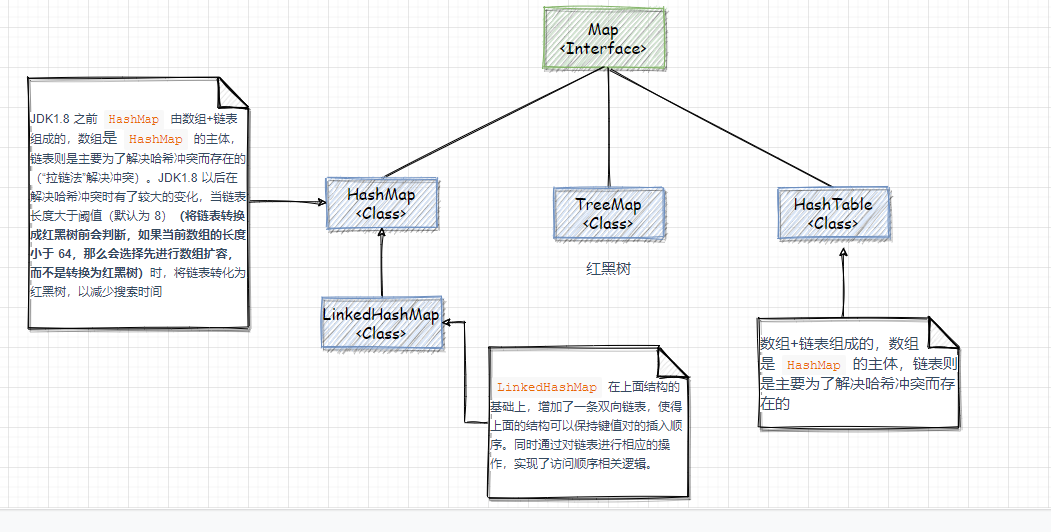 Map
<Interface>
JDK1.8 之前 HashMap 由数组+链表
组成的，数组是 HashMap 的主体，
链表则是主要为了解决哈希冲突而存在的
（“拉链法”解决冲突）。JDK1.8 以后在
解决哈希冲突时有了较大的变化，当链表
长度大于阈值（默认为 8）（将链表转换
成红黑树前会判断，如果当前数组的长度
小于 64，那么会选择先进行数组扩容，
而不是转换为红黑树）时，将链表转化为
红黑树，以减少搜索时间
HashMap
<Class>
TreeMap
<Class>
红黑树
HashTable
<Class>
LinkedHashMap
<Class>
LinkedHashMap 在上面结构的
基础上，增加了一条双向链表，使得
上面的结构可以保持键值对的插入顺
序。同时通过对链表进行相应的操
作，实现了访问顺序相关逻辑。
数组+链表组成的，数组
是 HashMap 的主体，链表则
是主要为了解决哈希冲突而存
在的